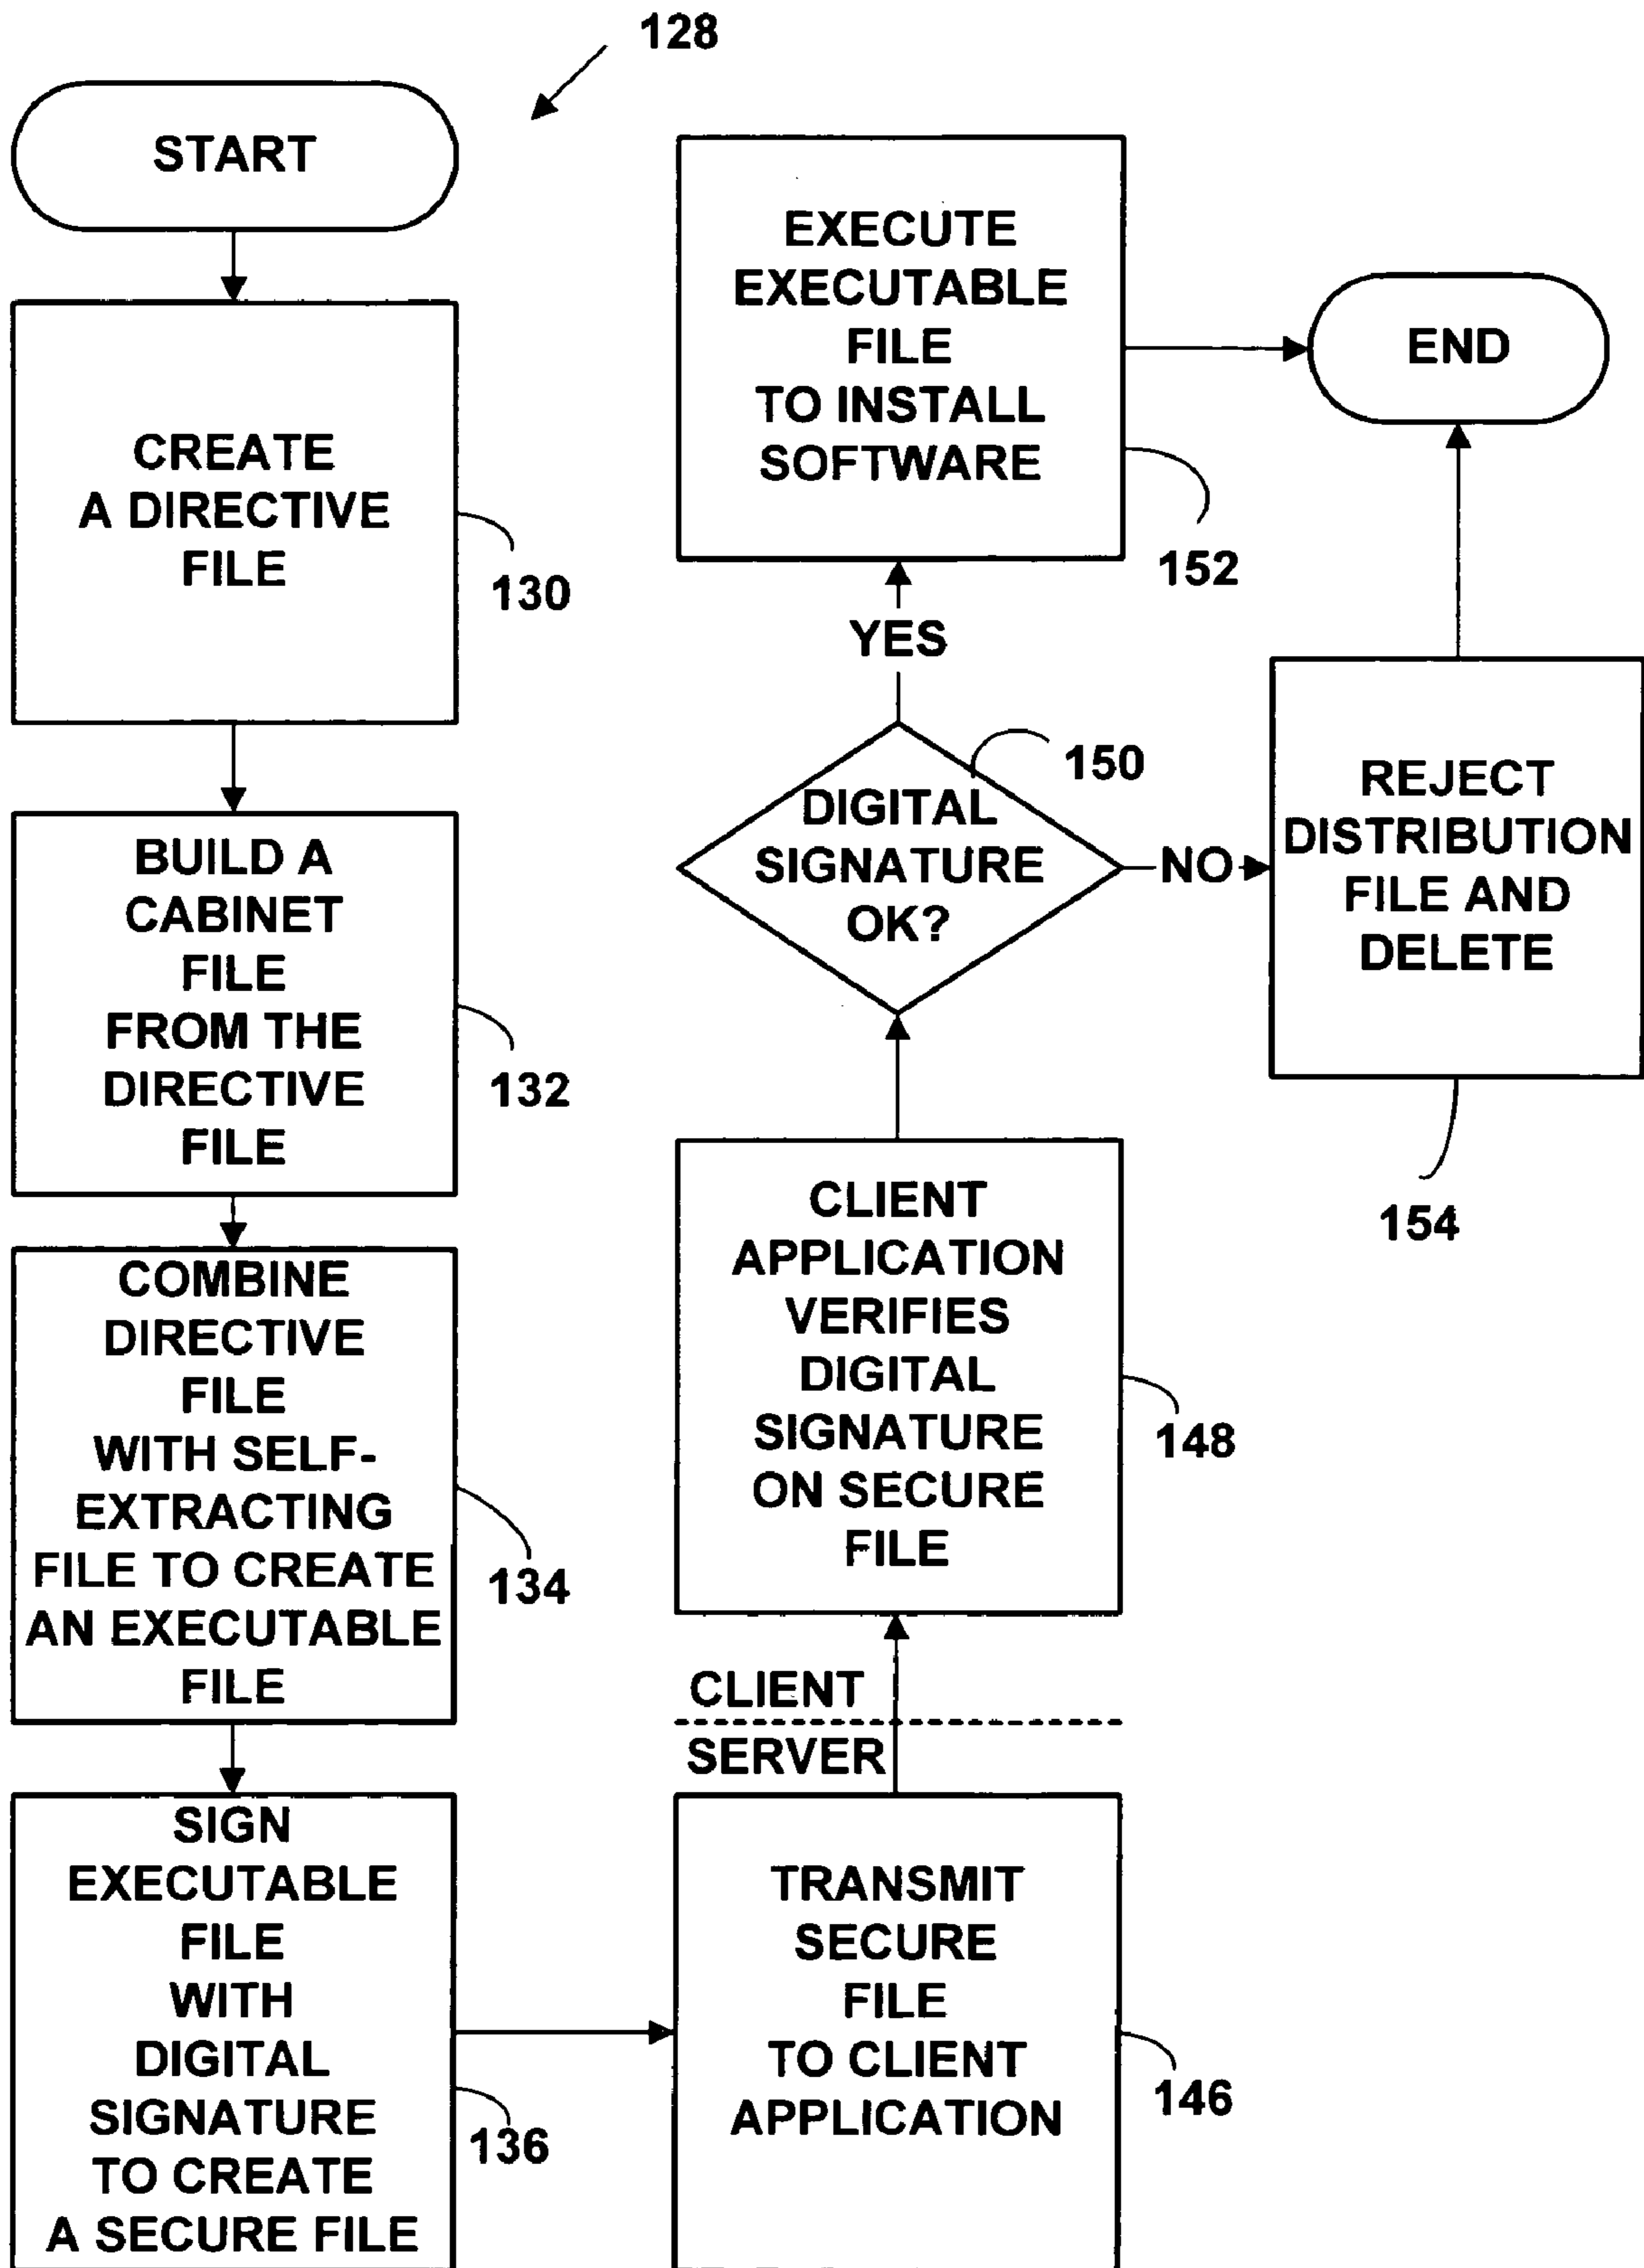 128
START
CREATE
A DIRECTIVE
FILE
130
BUILD A
CABINET
FILE
FROM THE
DIRECTIVE
FILE
132
COMBINE
DIRECTIVE
FILE
WITH SELF-
EXTRACTING
FILE TO CREATE
AN EXECUTABLE
FILE
134
SIGN
EXECUTABLE
FILE
WITH
DIGITAL
SIGNATURE
TO CREATE
A SECURE FILE
136
TRANSMIT
SECURE
FILE
TO CLIENT
APPLICATION
146
SERVER
CLIENT
CLIENT
APPLICATION
VERIFIES
DIGITAL
SIGNATURE
ON SECURE
FILE
148
DIGITAL
SIGNATURE
OK?
150
YES
EXECUTE
EXECUTABLE
FILE
TO INSTALL
SOFTWARE
152
NO
REJECT
DISTRIBUTION
FILE AND
DELETE
154
END